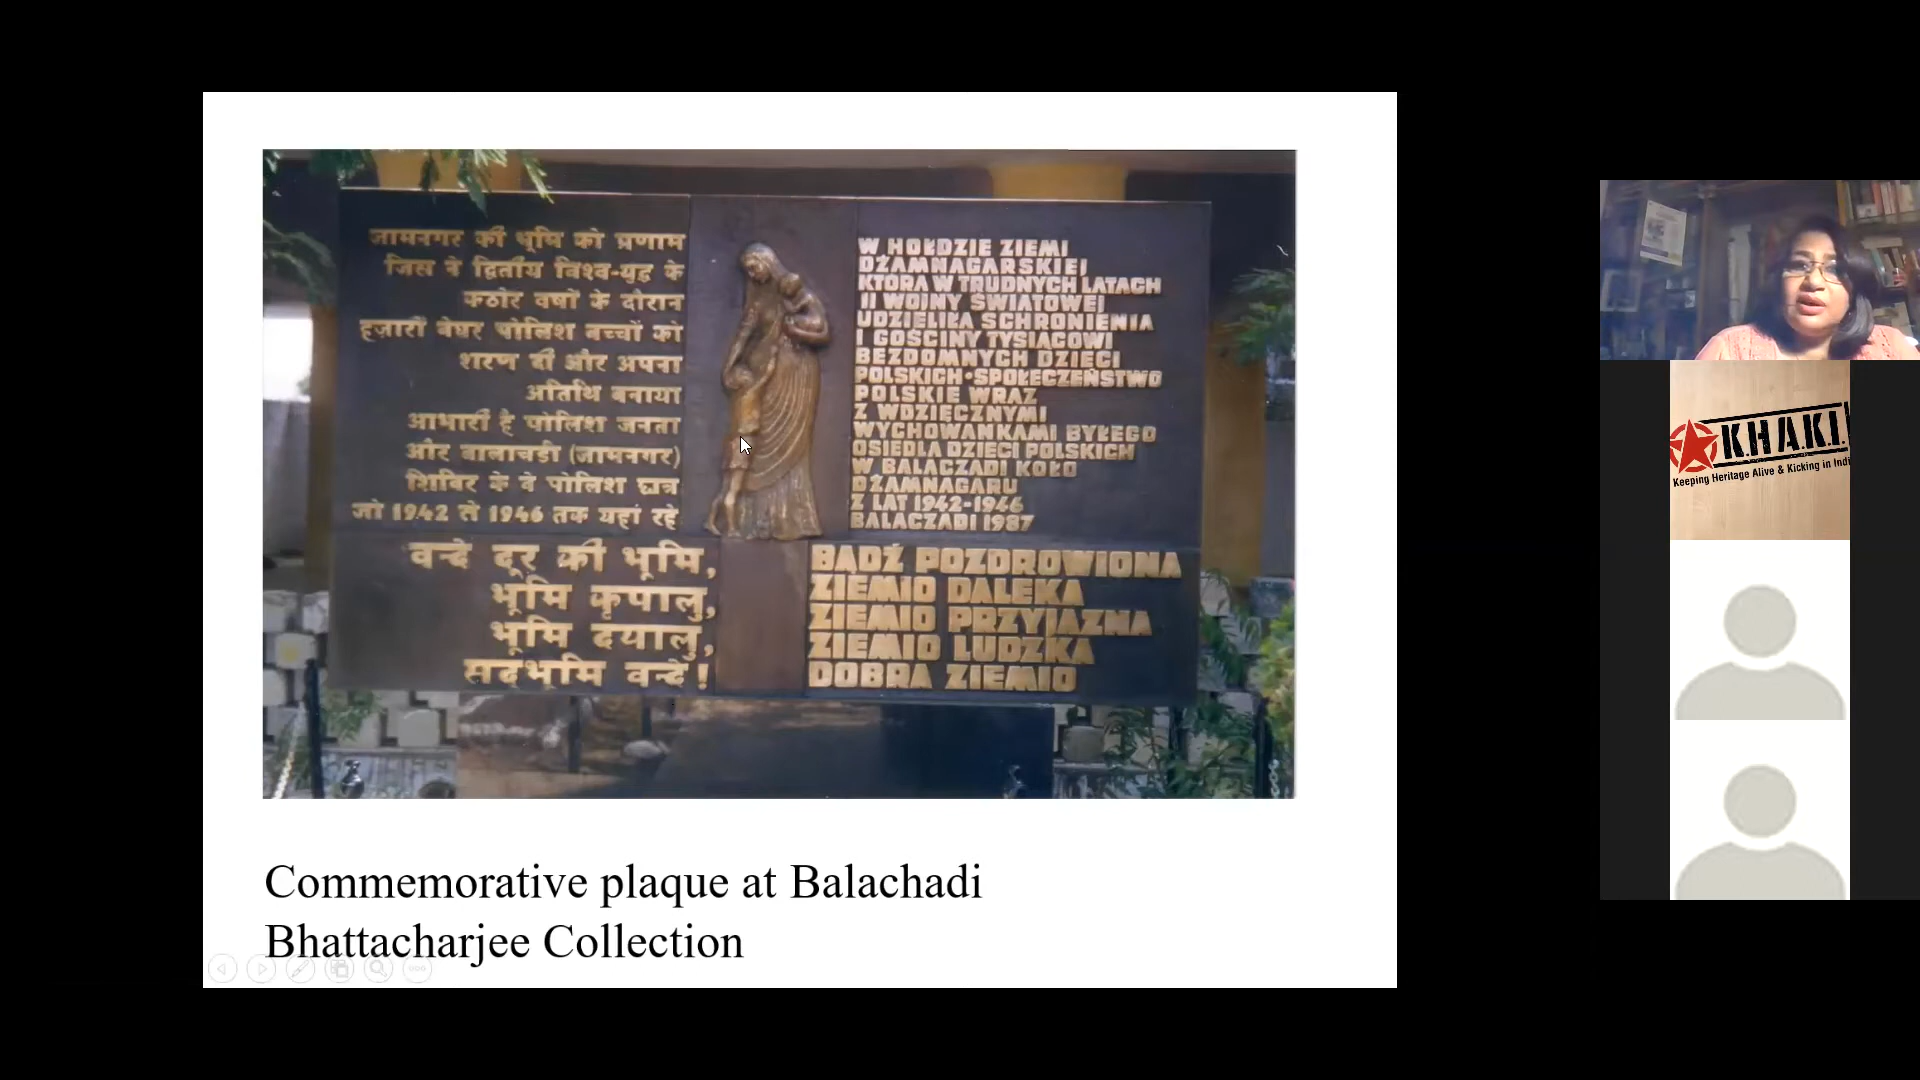 जामनगर की भूमि को प्रणाम
जिस ने द्वितीय विश्व-युद्ध के
कठोर वर्षों के दौरान
हज़ारों बेघर पोलिश बच्चों को
शरण दी और अपना
अतिथि बनाया
आभारी है पोलिश जनता
और बालाचडी (जामनगर)
शिविर के वे पोलिश छात्र
जो 1942 से 1946 तक यहां रहे
वन्दे दूर की भूमि,
भूमि कृपालु,
भूमि दयालु,
सद्भूमि वन्दे!
W HOŁDZIE ZIEMI
DŻAMNAGARSKIEJ
KTÓRA W TRUDNYCH LATACH
II WOJNY ŚWIATOWEJ
UDZIELIŁA SCHRONIENIA
I GOŚCINY TYSIĄCOWI
BEZDOMNYCH DZIECI
POLSKICH·SPOŁECZEŃSTWO
POLSKIE WRAZ
Z WDZIĘCZNYMI
WYCHOWANKAMI BYŁEGO
OSIEDLA DZIECI POLSKICH
W BALACZADI KOŁO
DŻAMNAGARU
Z LAT 1942-1946
BALACZADI 1987
BĄDŹ POZDROWIONA
ZIEMIO DALEKA
ZIEMIO PRZYJAZNA
ZIEMIO LUDZKA
DOBRA ZIEMIO
Commemorative plaque at Balachadi
Bhattacharjee Collection
K.H.A.K.I.
Keeping Heritage Alive & Kicking in Indi